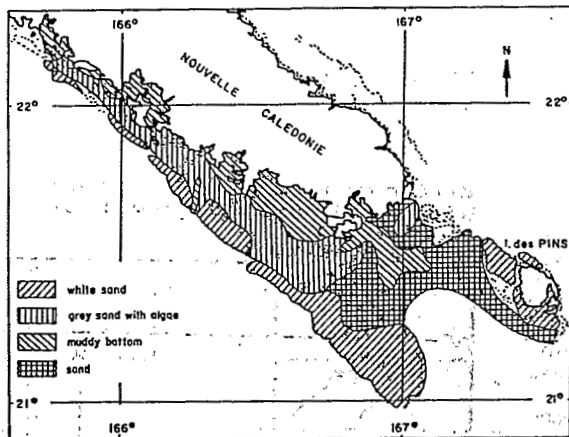 166°
167°
N
NOUVELLE
CALEDONIE
22°
22°
I. des PINS
white sand
grey sand with algae
muddy bottom
sand
21°
21°
166°
167°